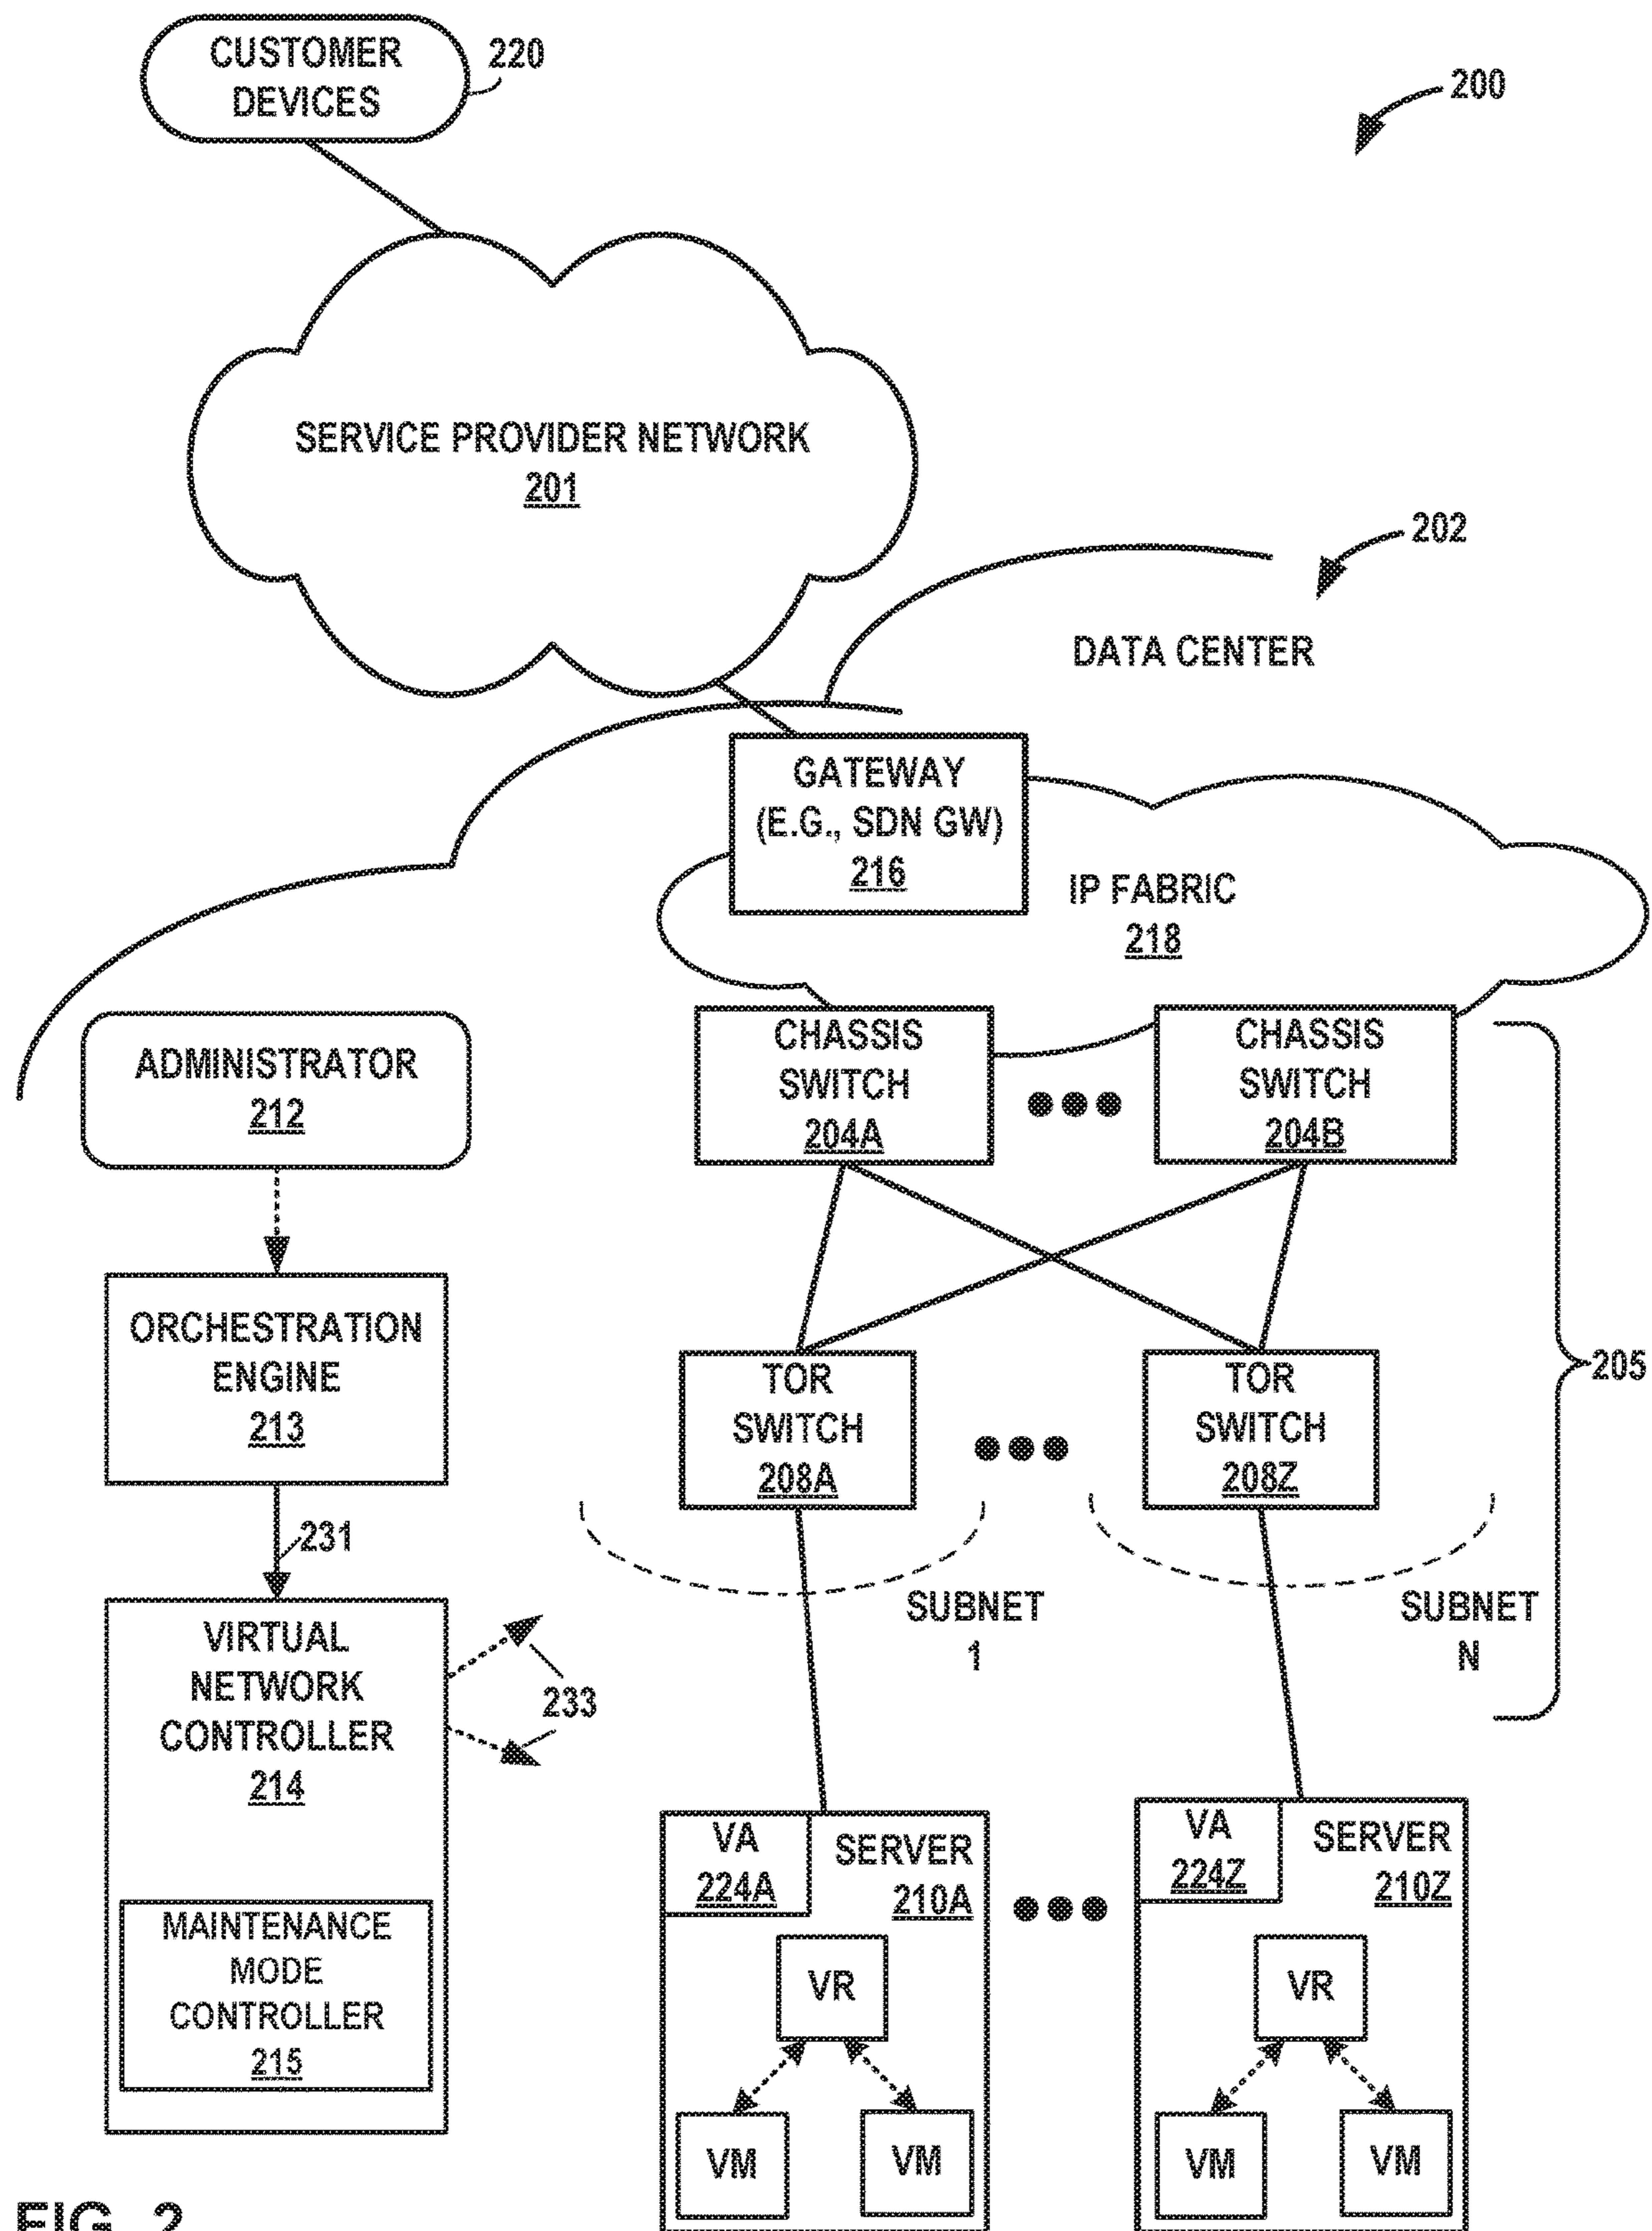 CUSTOMER
DEVICES
220
200
SERVICE PROVIDER NETWORK
201
202
DATA CENTER
GATEWAY
(E.G., SDN GW)
216
IP FABRIC
218
ADMINISTRATOR
212
CHASSIS
SWITCH
204A
CHASSIS
SWITCH
204B
ORCHESTRATION
ENGINE
213
TOR
SWITCH
208A
TOR
SWITCH
208Z
205
231
SUBNET
1
SUBNET
N
VIRTUAL
NETWORK
CONTROLLER
214
233
MAINTENANCE
MODE
CONTROLLER
215
VA
224A
SERVER
210A
VR
VM
VM
VA
224Z
SERVER
210Z
VR
VM
VM
FIG. 2